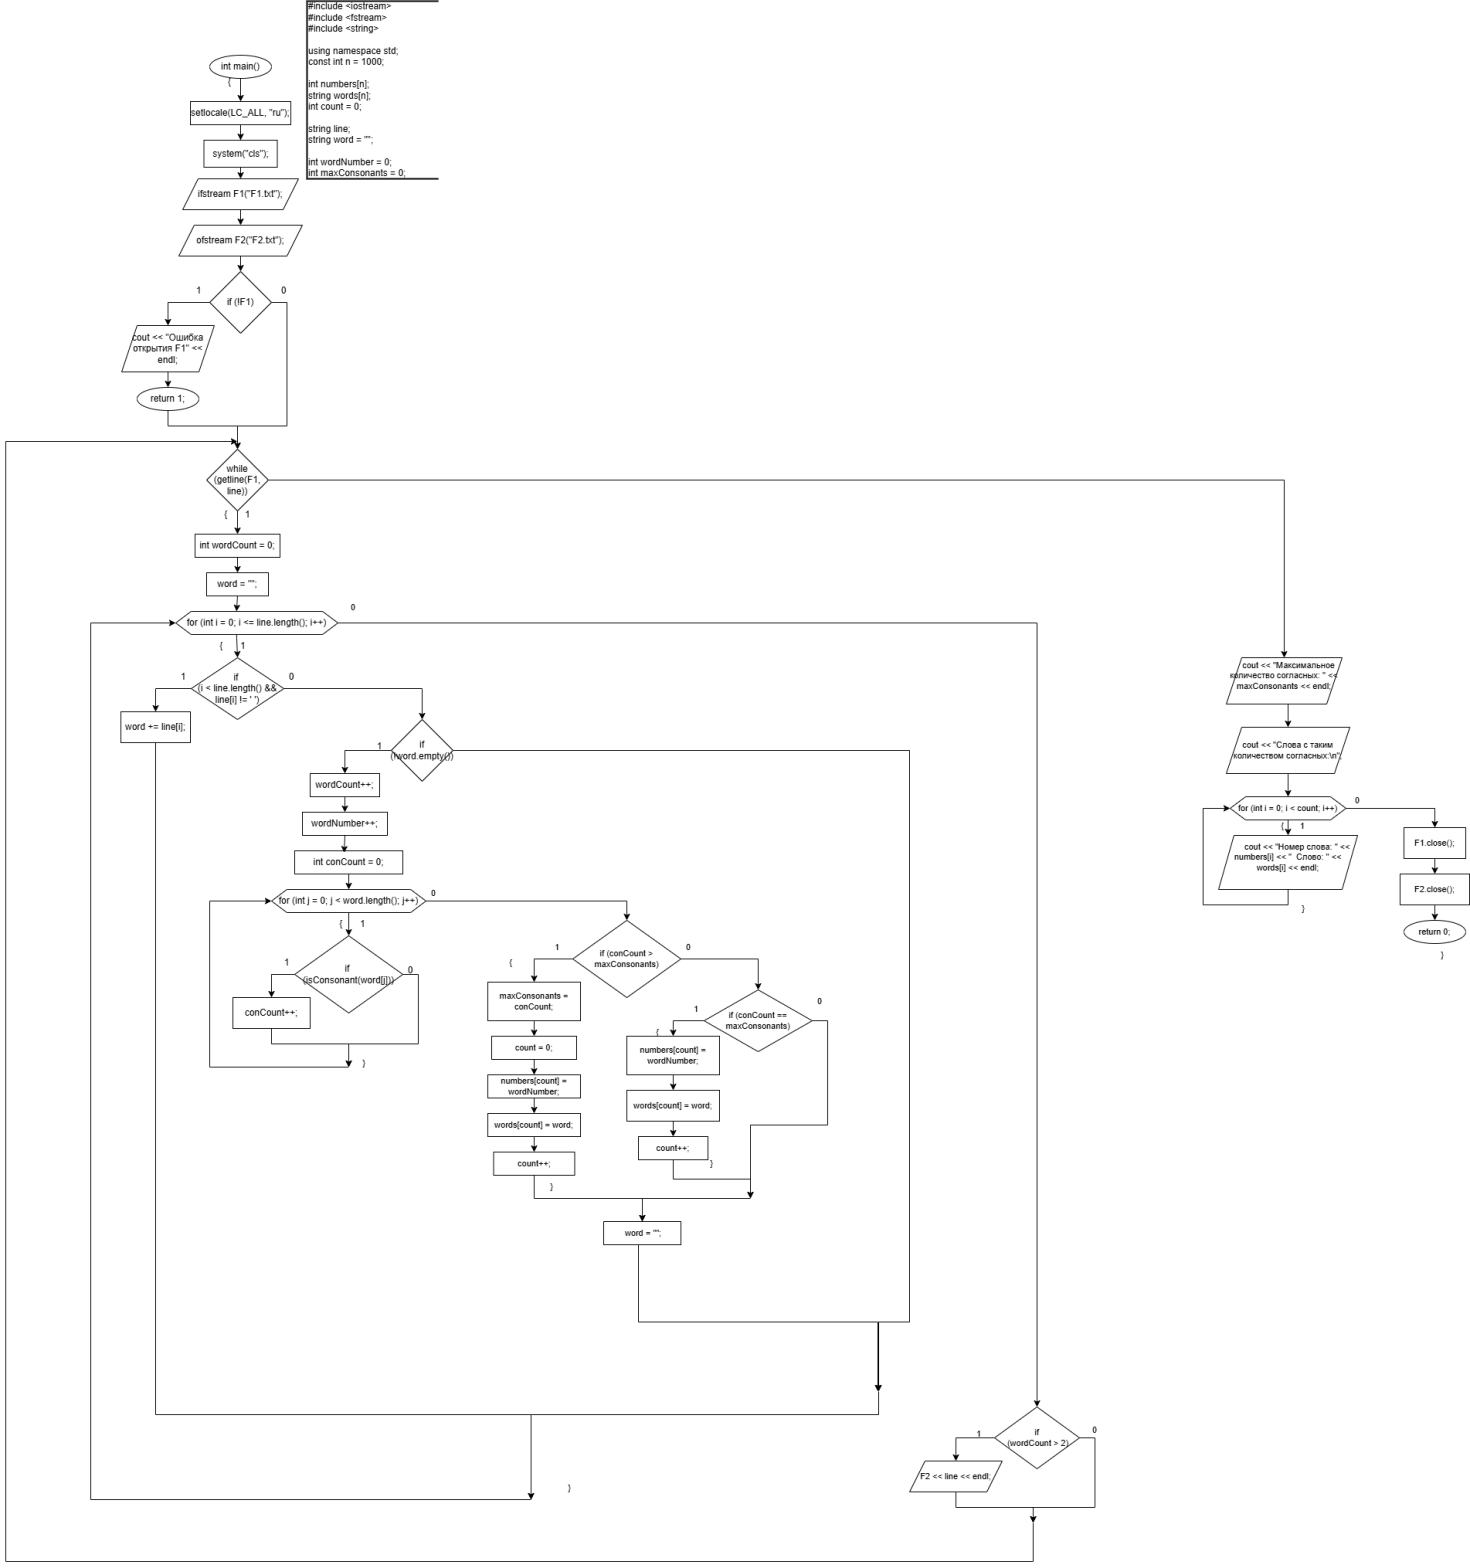 #include <iostream>
#include <fstream>
#include <string>
using namespace std;
const int n = 1000;
int numbers[n];
string words[n];
int count = 0;
string line;
string word = "";
int wordNumber = 0;
int maxConsonants = 0;
int main()
{
setlocale(LC_ALL, "ru");
system("cls");
ifstream F1("F1.txt");
ofstream F2("F2.txt");
1
if (!F1)
0
cout << "Ошибка
открытия F1" <<
endl;
return 1;
while
(getline(F1,
line))
{ 1
int wordCount = 0;
word = "";
for (int i = 0; i <= line.length(); i++)
0
{ 1
1
if
(i < line.length() &&
line[i] != ' ')
0
word += line[i];
1
if
(!word.empty())
wordCount++;
wordNumber++;
int conCount = 0;
for (int j = 0; j < word.length(); j++)
0
{ 1
1
if
(isConsonant(word[j]))
0
conCount++;
}
1
if (conCount >
maxConsonants)
0
{
maxConsonants =
conCount;
count = 0;
numbers[count] =
wordNumber;
words[count] = word;
count++;
}
1
if (conCount ==
maxConsonants)
0
{
numbers[count] =
wordNumber;
words[count] = word;
count++;
}
word = "";
}
1
if
(wordCount > 2)
0
F2 << line << endl;
cout << "Максимальное
количество согласных: " <<
maxConsonants << endl;
cout << "Слова с таким
количеством согласных:\n";
for (int i = 0; i < count; i++)
0
{ 1
cout << "Номер слова: " <<
numbers[i] << " Слово: " <<
words[i] << endl;
}
F1.close();
F2.close();
return 0;
}